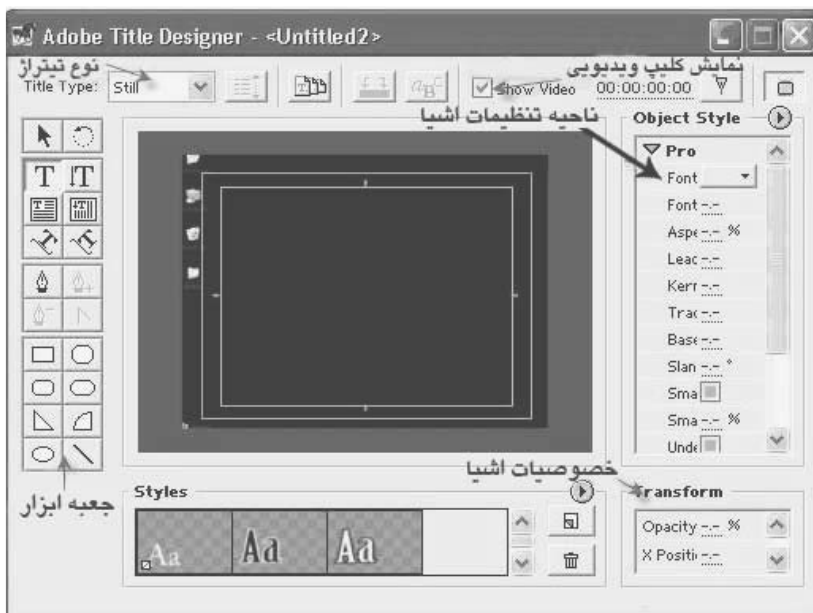 Adobe Title Designer - <Untitled2>
نوع تیتراژ
نمایش کلیپ ویدیویی
Title Type: Still
Show Video 00:00:00:00
ناحیه تنظیمات اشیا
Object Style
Pro
Font
Font -.-
Aspe -.- %
Leac -.-
Kerr -.-
Trac -.-
Base -.-
Slan -.- °
Sma
Sma -.- %
Unde
خصوصیات اشیا
جعبه ابزار
Styles
Aa Aa Aa
Transform
Opacity -.- %
X Positi -.-